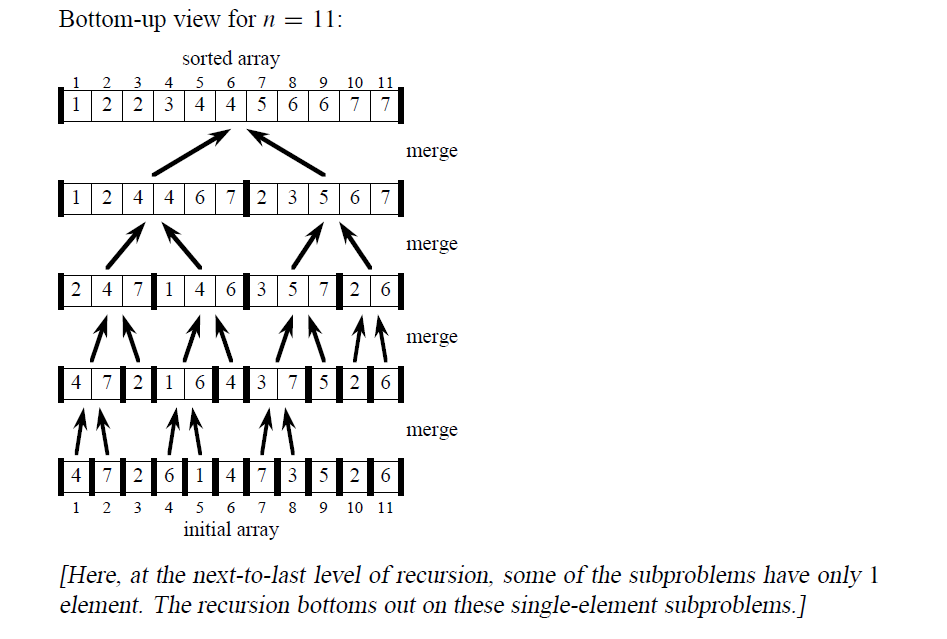 Bottom-up view for n = 11:
sorted array
1 2 3 4 5 6 7 8 9 10 11
1 2 2 3 4 4 5 6 6 7 7
merge
1 2 4 4 6 7 2 3 5 6 7
merge
2 4 7 1 4 6 3 5 7 2 6
merge
4 7 2 1 6 4 3 7 5 2 6
merge
4 7 2 6 1 4 7 3 5 2 6
1 2 3 4 5 6 7 8 9 10 11
initial array
[Here, at the next-to-last level of recursion, some of the subproblems have only 1
element. The recursion bottoms out on these single-element subproblems.]